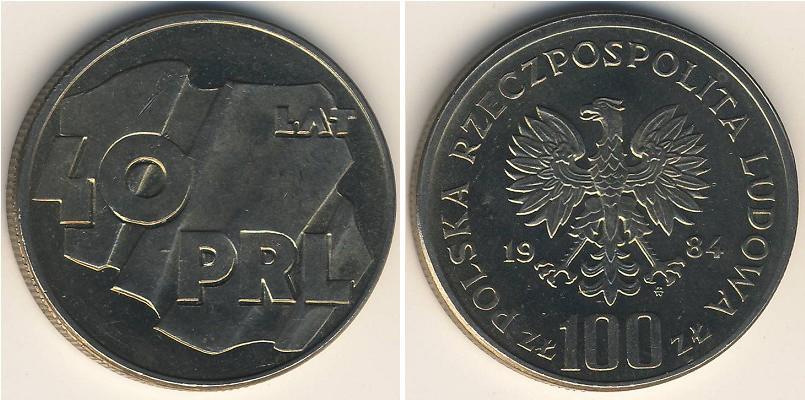 40 LAT
PRL
POLSKA RZECZPOSPOLITA LUDOWA
19 84
ZŁ 100 ZŁ